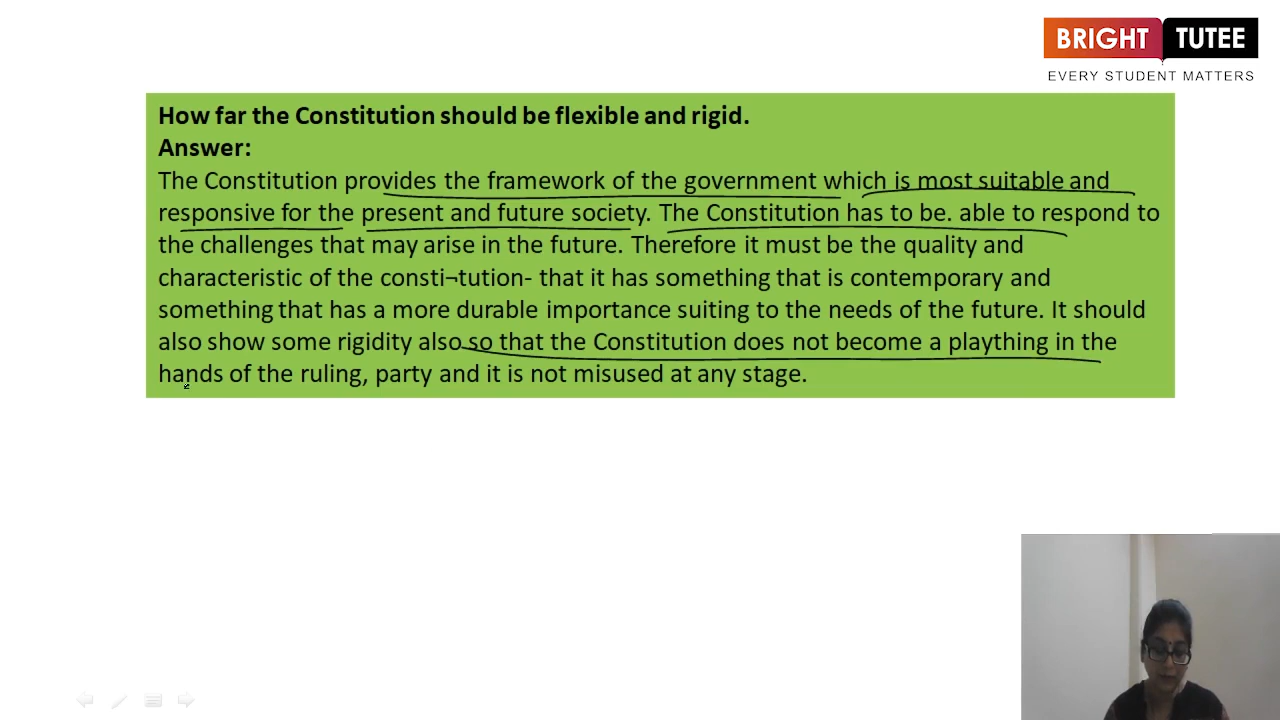 BRIGHT TUTEE
EVERY STUDENT MATTERS
How far the Constitution should be flexible and rigid.
Answer:
The Constitution provides the framework of the government which is most suitable and
responsive for the present and future society. The Constitution has to be. able to respond to
the challenges that may arise in the future. Therefore it must be the quality and
characteristic of the consti¬tution- that it has something that is contemporary and
something that has a more durable importance suiting to the needs of the future. It should
also show some rigidity also so that the Constitution does not become a plaything in the
hands of the ruling, party and it is not misused at any stage.